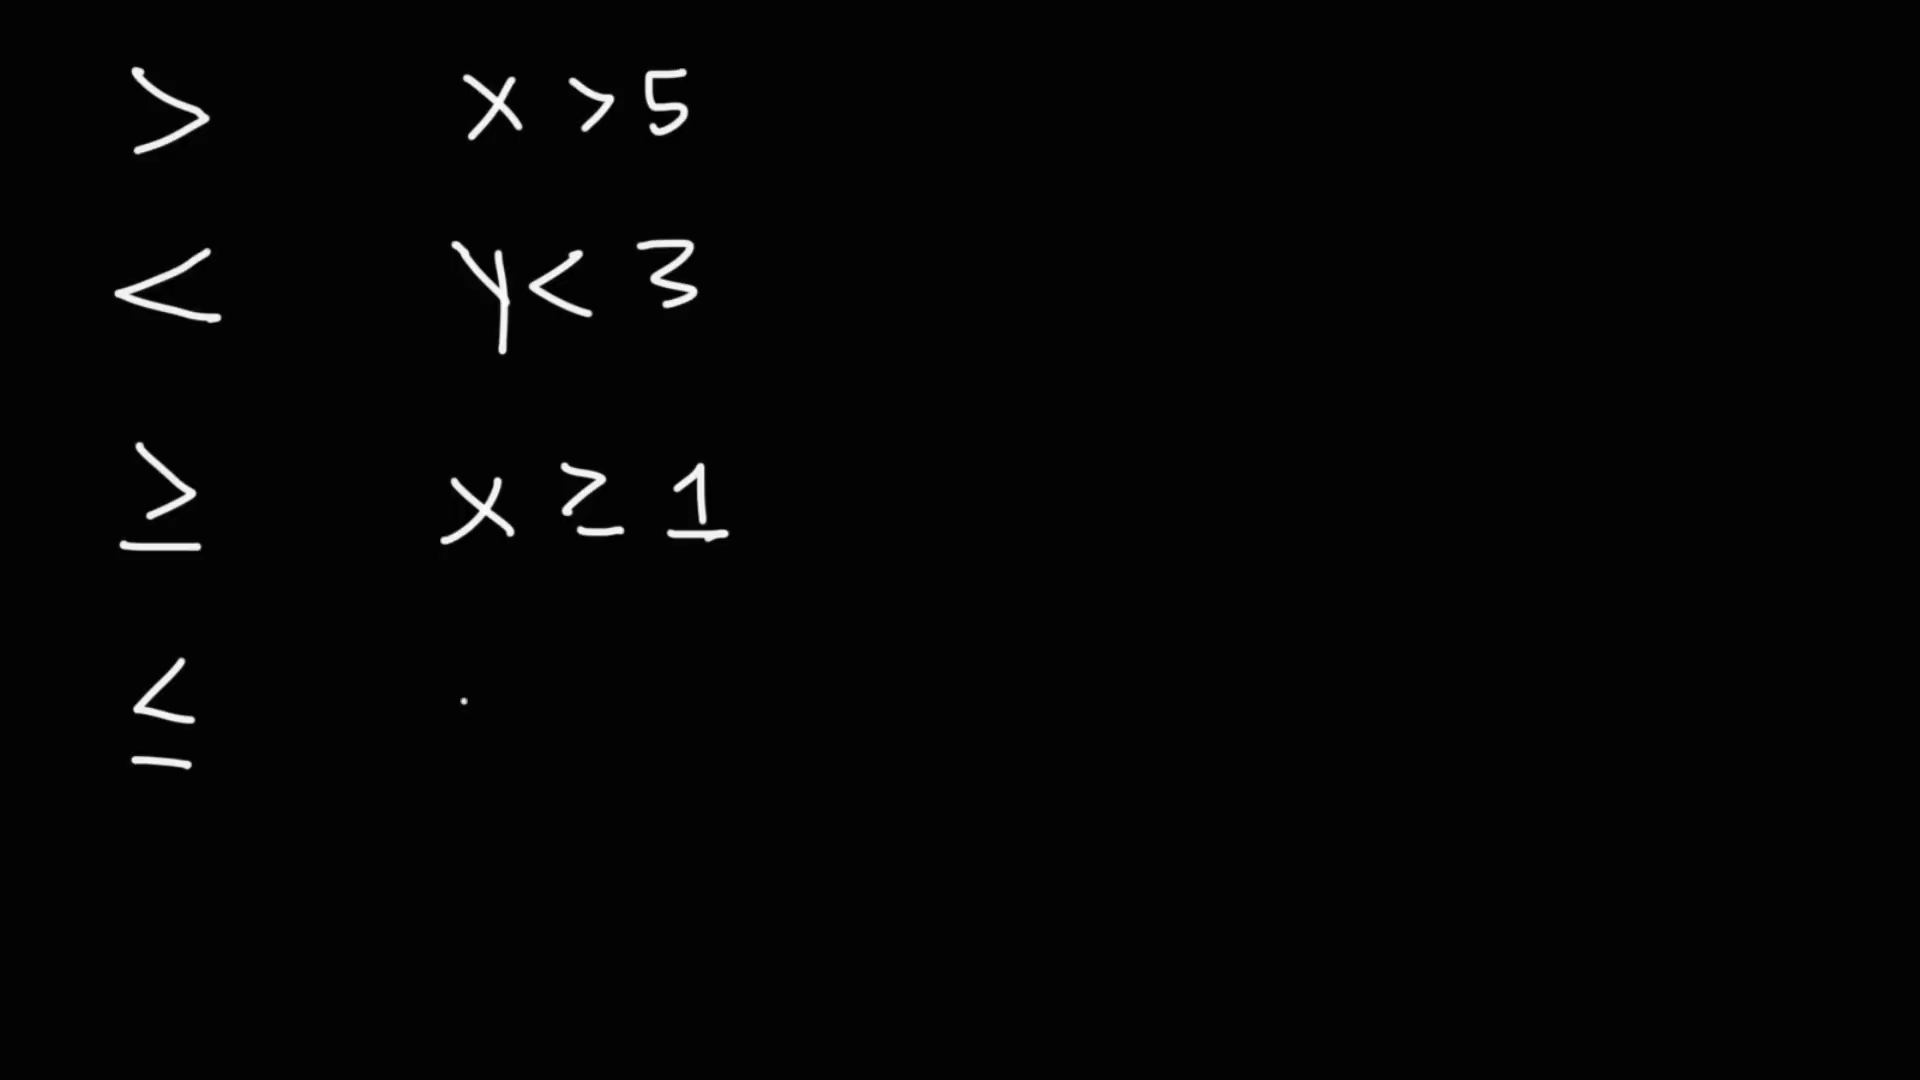 > x > 5
< y < 3
≥ x ≥ 1
≤